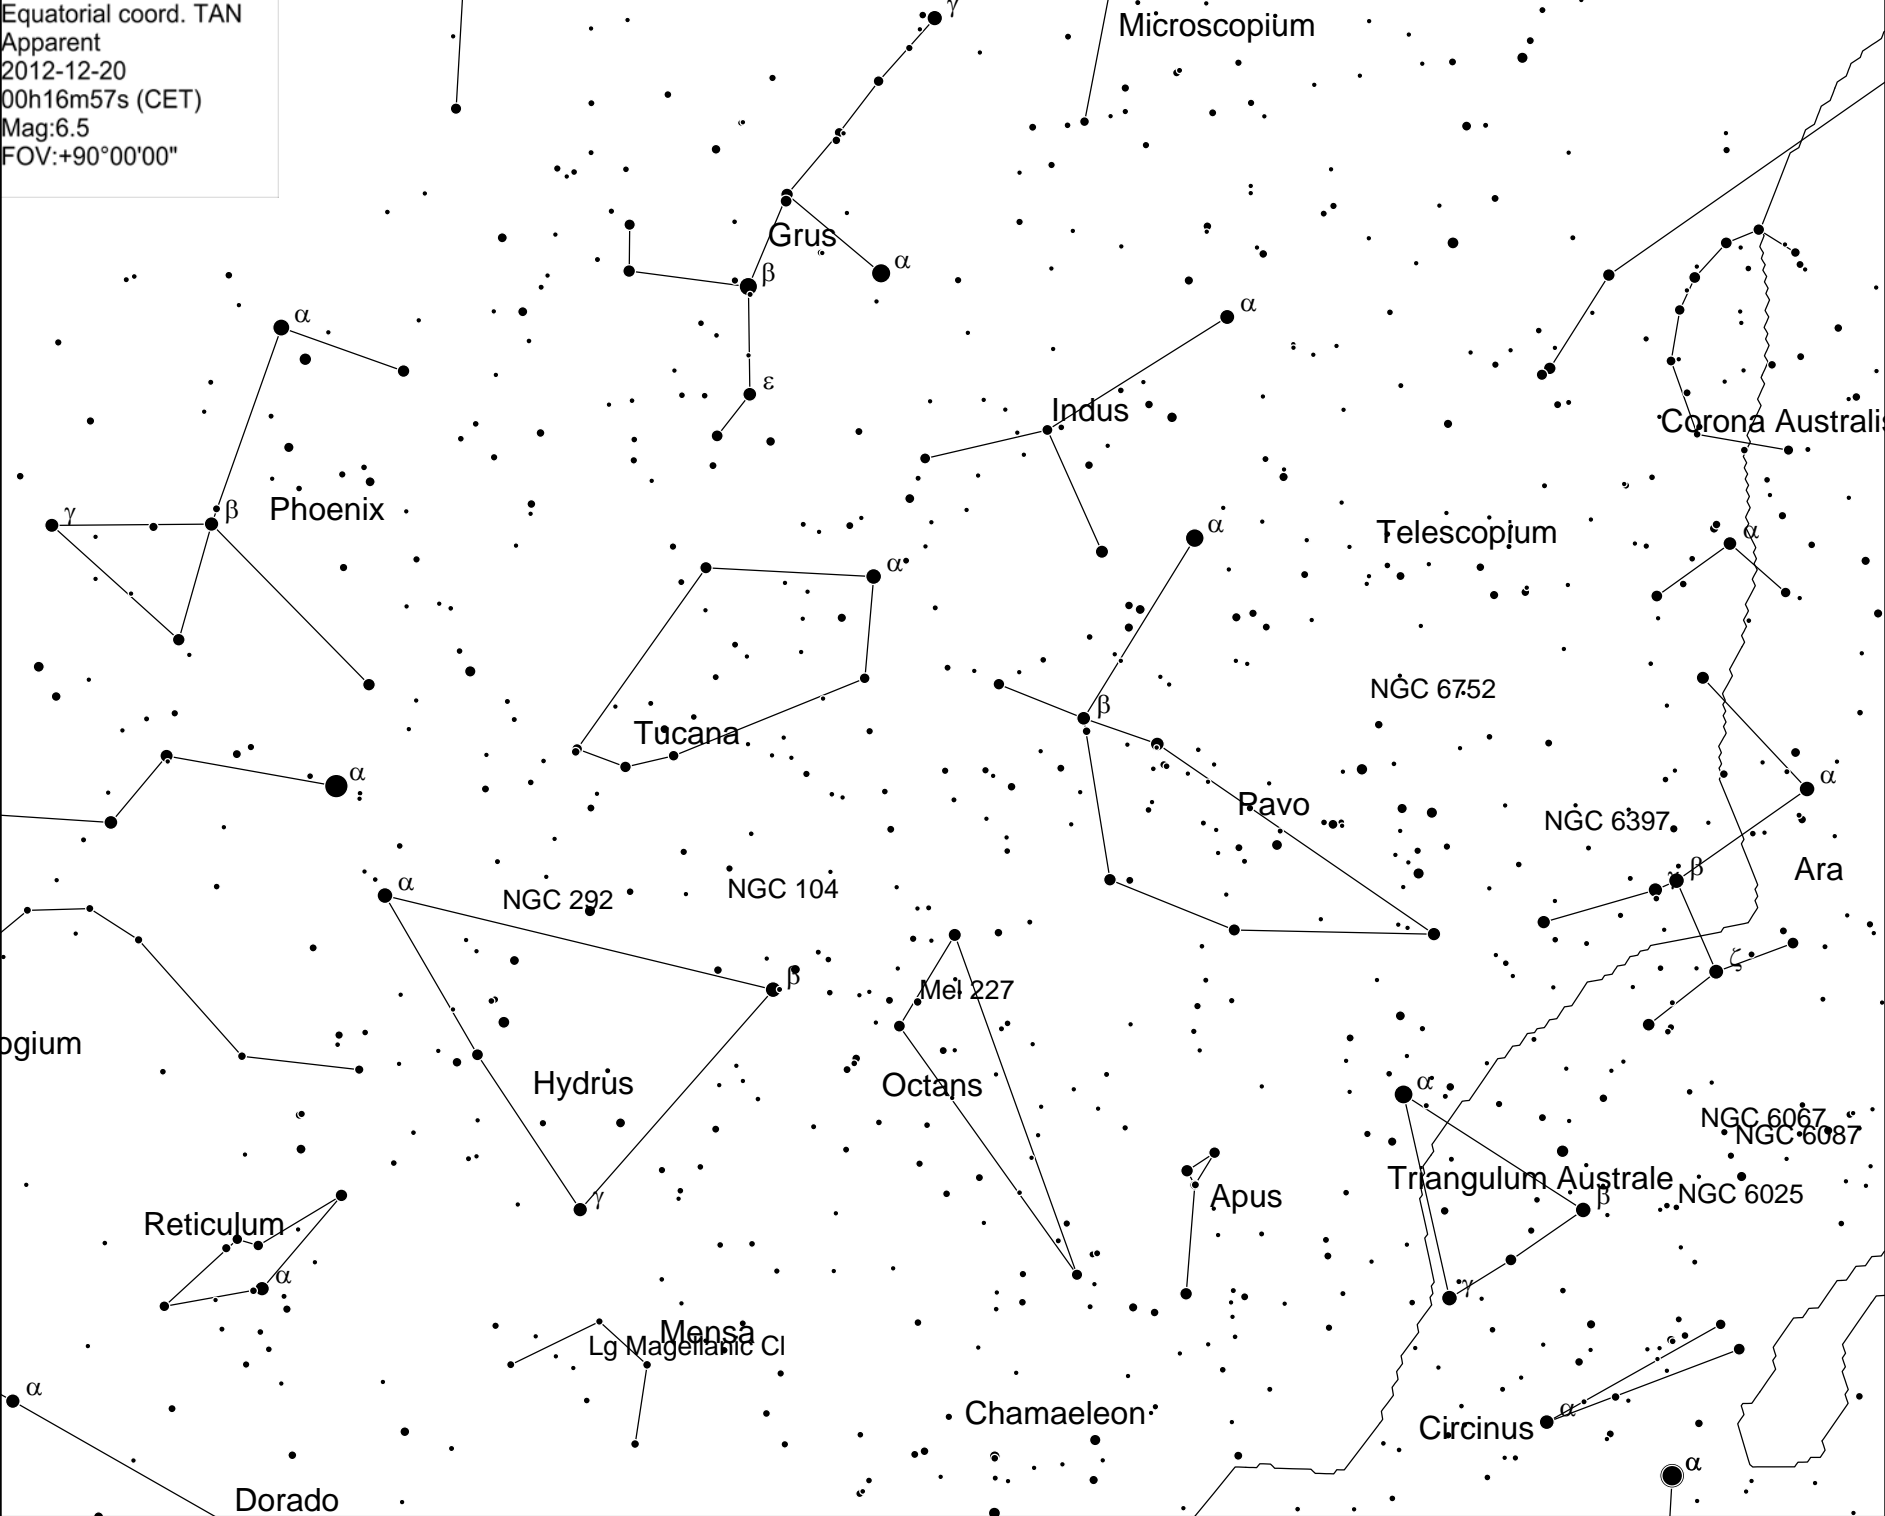 Equatorial coord. TAN
Apparent
2012-12-20
00h16m57s (CET)
Mag:6.5
FOV:+90°00'00"
γ
Microscopium
Grus
α
β
α
α
ε
Indus
Corona Australis
γ
β
Phoenix
α
Telescopium
α
α
NGC 6752
β
Tucana
α
α
Pavo
NGC 6397
β
Ara
α
NGC 292
NGC 104
ζ
β
Mel 227
ogium
Hydrus
Octans
α
NGC 6067
NGC 6087
Triangulum Australe
NGC 6025
β
γ
Apus
Reticulum
α
γ
Mensa
Lg Magellanic Cl
α
Chamaeleon
α
Circinus
α
Dorado